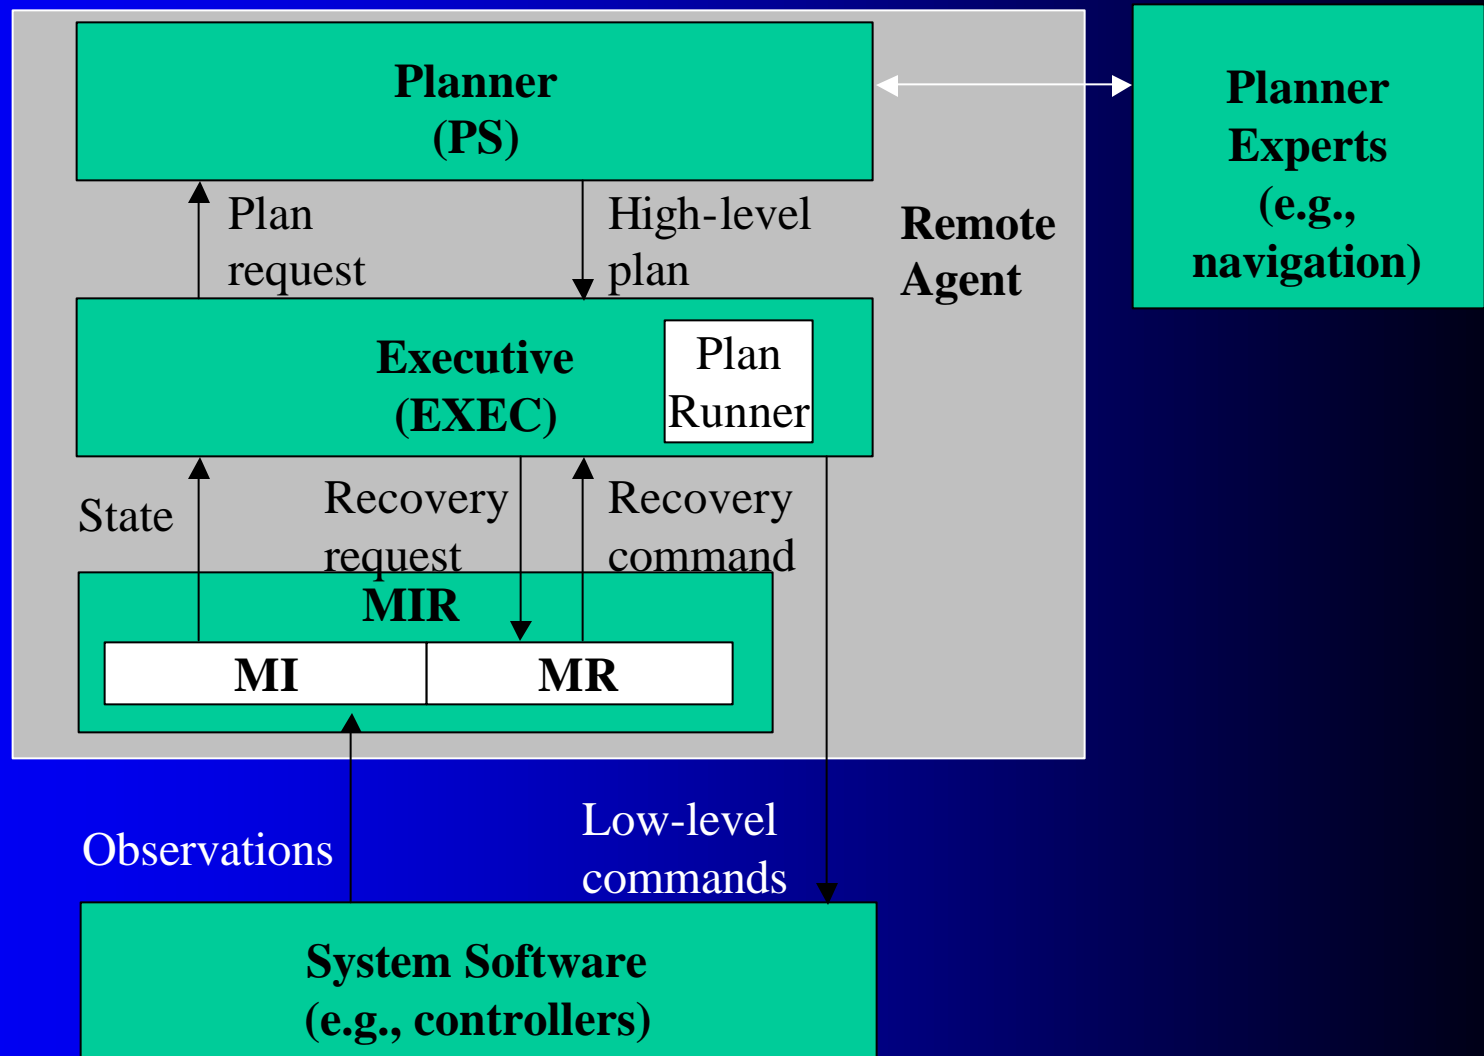 Planner
(PS)
Planner
Experts
(e.g.,
navigation)
Plan
request
High-level
plan
Remote
Agent
Executive
(EXEC)
Plan
Runner
State
Recovery
request
Recovery
command
MIR
MI
MR
Observations
Low-level
commands
System Software
(e.g., controllers)